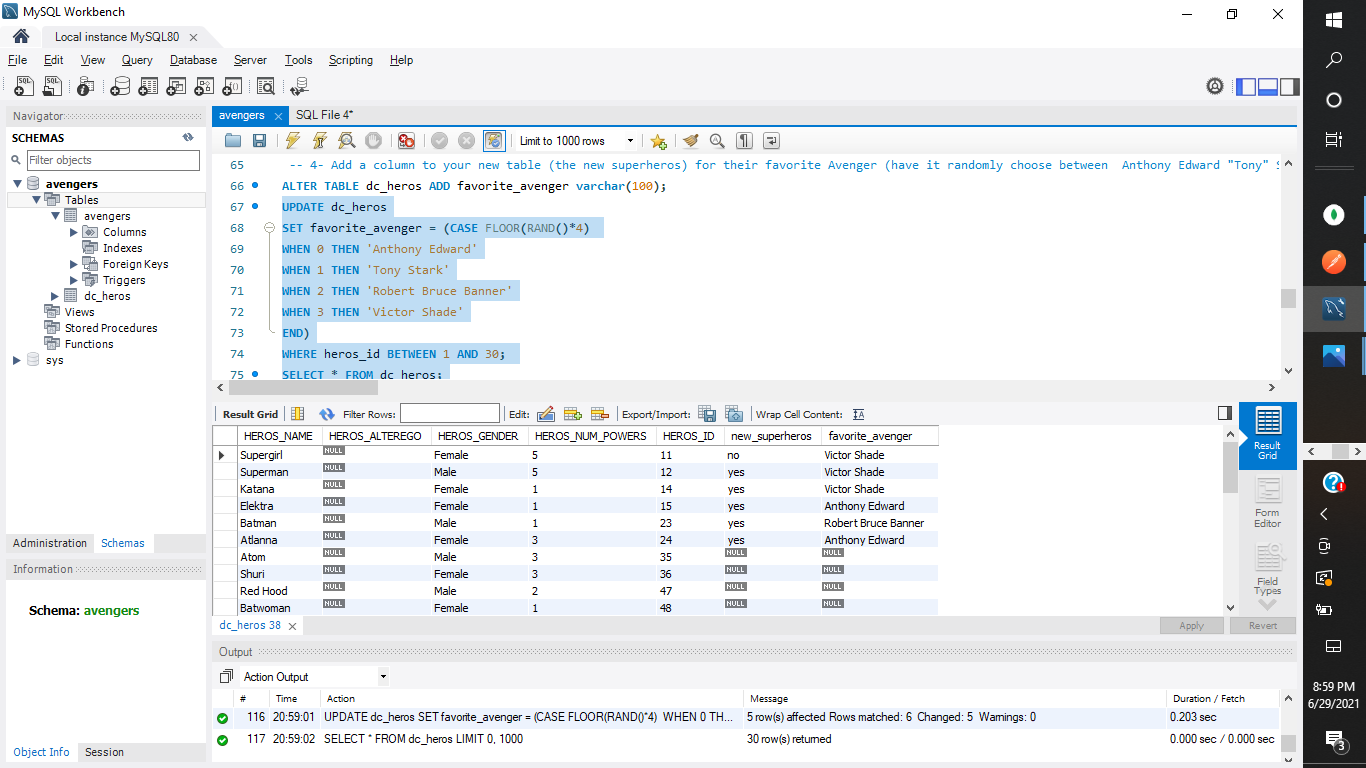 MySQL Workbench
Local instance MySQL80
File Edit View Query Database Server Tools Scripting Help
Navigator
SCHEMAS
Filter objects
avengers
Tables
avengers
Columns
Indexes
Foreign Keys
Triggers
dc_heros
Views
Stored Procedures
Functions
sys
Administration Schemas
Information
Schema: avengers
Object Info Session
avengers SQL File 4*
Limit to 1000 rows
65 -- 4- Add a column to your new table (the new superheros) for their favorite Avenger (have it randomly choose between Anthony Edward "Tony" S
66 ALTER TABLE dc_heros ADD favorite_avenger varchar(100);
67 UPDATE dc_heros
68 SET favorite_avenger = (CASE FLOOR(RAND()*4)
69 WHEN 0 THEN 'Anthony Edward'
70 WHEN 1 THEN 'Tony Stark'
71 WHEN 2 THEN 'Robert Bruce Banner'
72 WHEN 3 THEN 'Victor Shade'
73 END)
74 WHERE heros_id BETWEEN 1 AND 30;
75 SELECT * FROM dc_heros;
Result Grid Filter Rows: Edit: Export/Import: Wrap Cell Content:
HEROS_NAME HEROS_ALTEREGO HEROS_GENDER HEROS_NUM_POWERS HEROS_ID new_superheros favorite_avenger
Supergirl NULL Female 5 11 no Victor Shade
Superman NULL Male 5 12 yes Victor Shade
Katana NULL Female 1 14 yes Victor Shade
Elektra NULL Female 1 15 yes Anthony Edward
Batman NULL Male 1 23 yes Robert Bruce Banner
Atlanna NULL Female 3 24 yes Anthony Edward
Atom NULL Male 3 35 NULL NULL
Shuri NULL Female 3 36 NULL NULL
Red Hood NULL Male 2 47 NULL NULL
Batwoman NULL Female 1 48 NULL NULL
Result
Grid
Form
Editor
Field
Types
dc_heros 38
Apply Revert
Output
Action Output
# Time Action Message Duration / Fetch
116 20:59:01 UPDATE dc_heros SET favorite_avenger = (CASE FLOOR(RAND()*4) WHEN 0 TH... 5 row(s) affected Rows matched: 6 Changed: 5 Warnings: 0 0.203 sec
117 20:59:02 SELECT * FROM dc_heros LIMIT 0, 1000 30 row(s) returned 0.000 sec / 0.000 sec
8:59 PM
6/29/2021
3